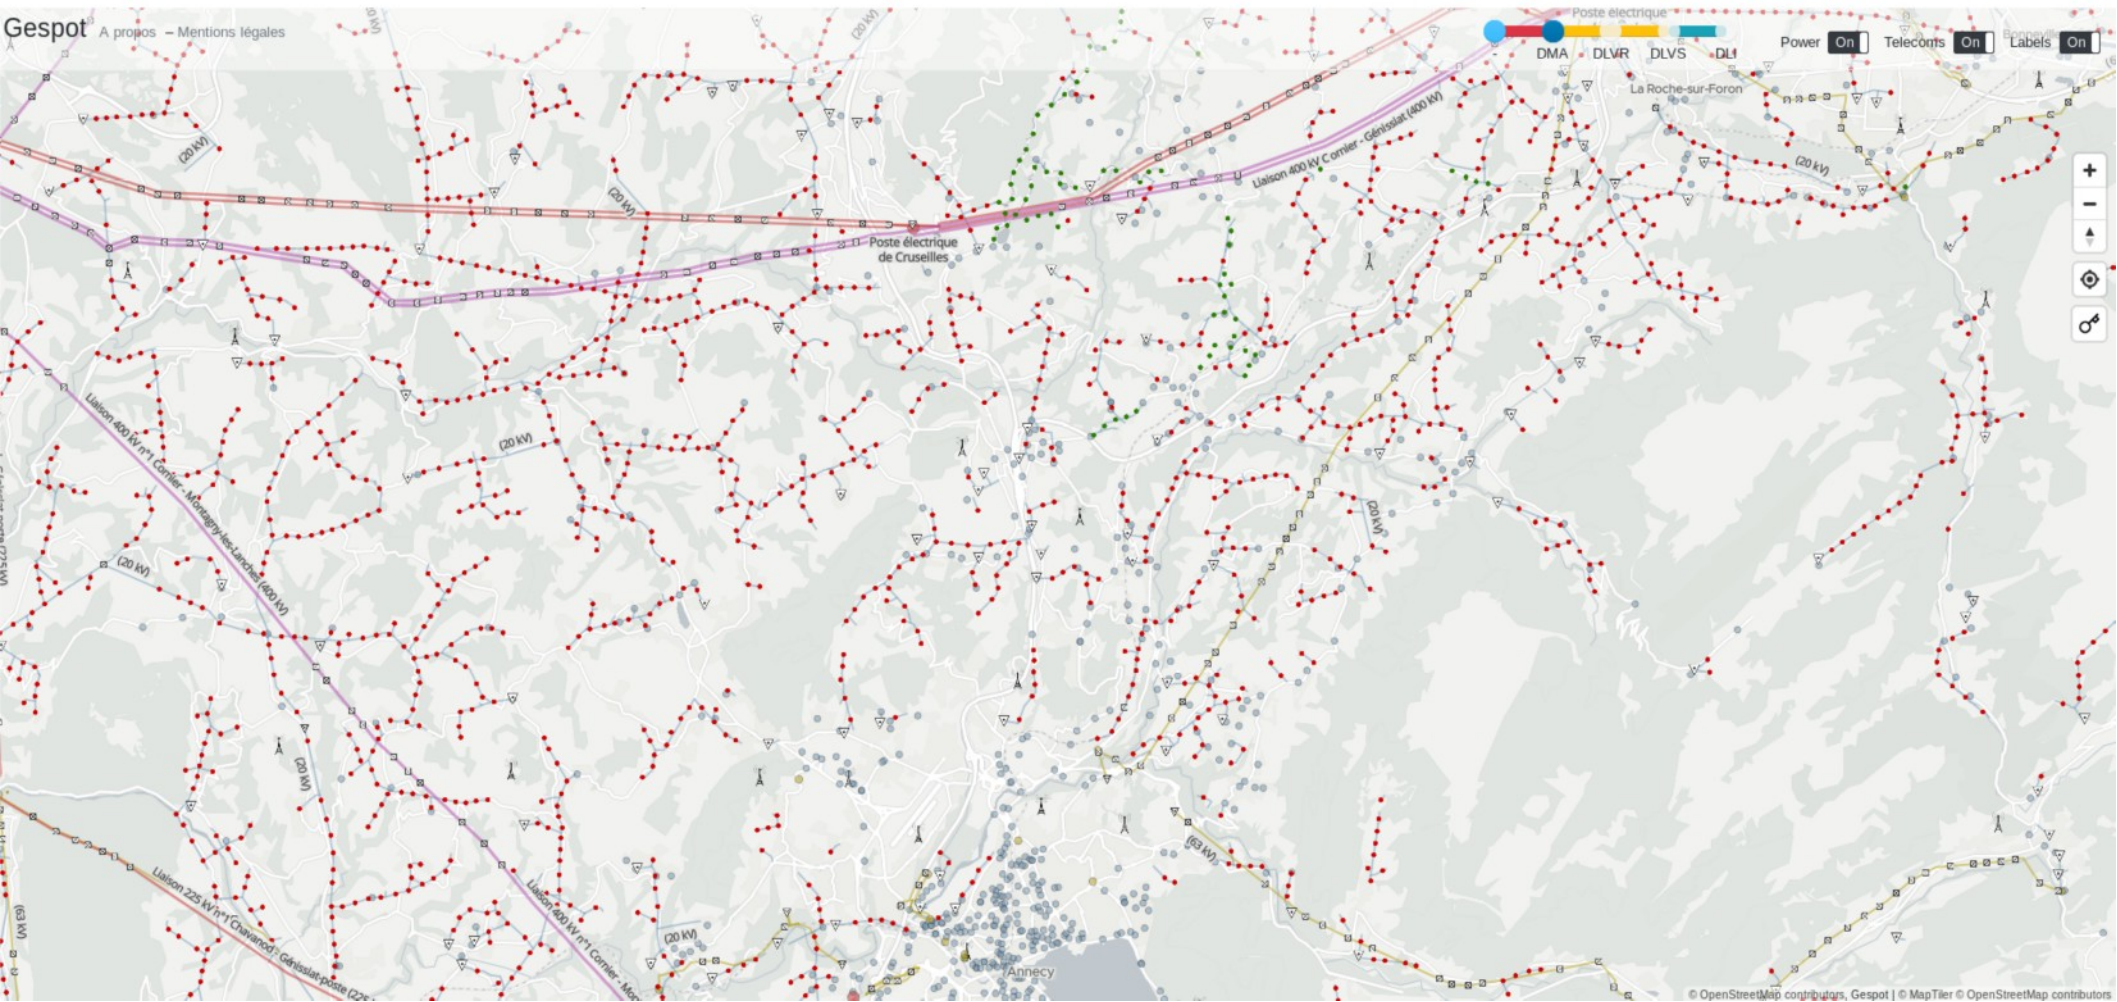 Gespot A propos – Mentions légales
(20 kV)
Poste électrique
- DMA DLVR DLVS DLI
Power On Telecoms On Labels On
Bonneville
La Roche-sur-Foron
(20 kV)
Liaison 400 kV Cornier - Génissiat (400 kV)
(20 kV)
(20 kV)
Poste électrique
de Cruseilles
Liaison 400 kV n°1 Cornier - Montagny-les-Lanches (400 kV)
(20 kV)
(20 kV)
(20 kV)
(20 kV)
(63 kV)
Liaison 225 kV n°1 Chavanod - Génissiat-poste (225
Liaison 400 kV n°1 Cornier - Mon
(63 kV)
(20 kV)
Annecy
© OpenStreetMap contributors, Gespot | © MapTiler © OpenStreetMap contributors